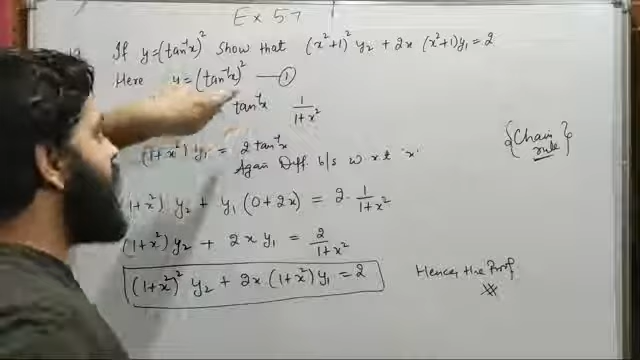 Ex 5.7
If y=(tan⁻¹x)² show that (x²+1)² y₂ + 2x (x²+1)y₁ = 2
Here y = (tan⁻¹x)² —①
tan⁻¹x 1/(1+x²)
{Chain rule}
(1+x²) y₁ = 2 tan⁻¹x
Again Diff. b/s w.r.t 'x'
1+x²) y₂ + y₁ (0+2x) = 2 · 1/(1+x²)
(1+x²) y₂ + 2x y₁ = 2/(1+x²)
(1+x²)² y₂ + 2x·(1+x²) y₁ = 2
Hence the Proof